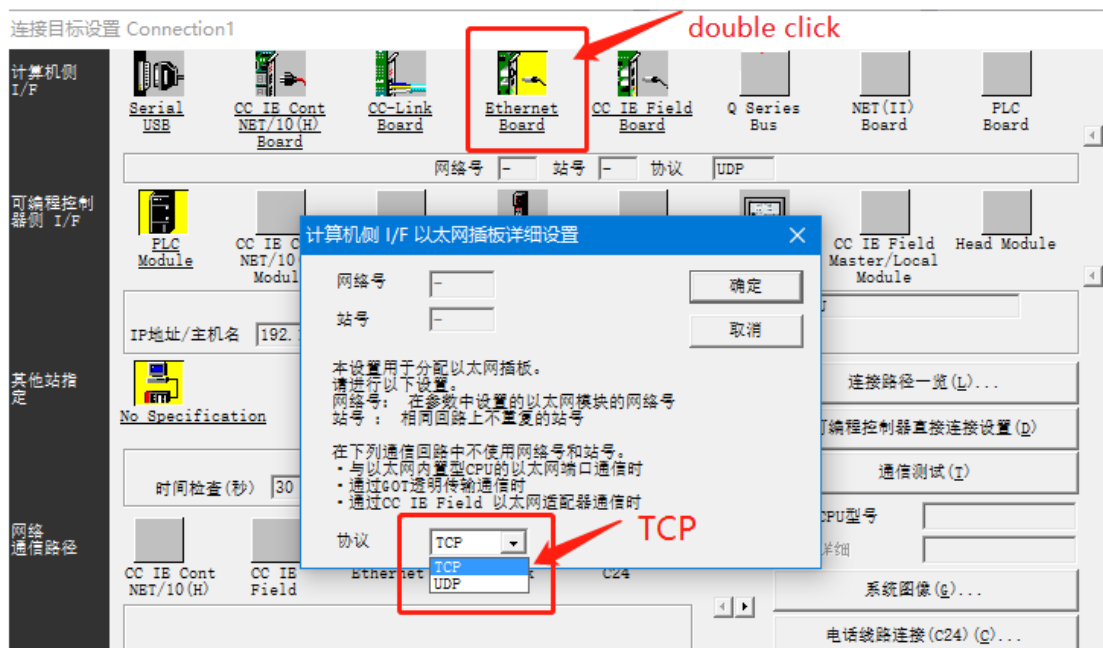 连接目标设置 Connection1
double click
计算机侧
I/F
Serial
USB
CC IE Cont
NET/10(H)
Board
CC-Link
Board
Ethernet
Board
CC IE Field
Board
Q Series
Bus
NET(II)
Board
PLC
Board
网络号 - 站号 - 协议 UDP
可编程控制
器侧 I/F
PLC
Module
CC IE C
NET/10
Modul
CC IE Field
Master/Local
Module
Head Module
IP地址/主机名 192.
计算机侧 I/F 以太网插板详细设置
网络号 -
站号 -
确定
取消
本设置用于分配以太网插板。
请进行以下设置。
网络号： 在参数中设置的以太网模块的网络号
站号 ： 相同回路上不重复的站号
在下列通信回路中不使用网络号和站号。
・与以太网内置型CPU的以太网端口通信时
・通过GOT透明传输通信时
・通过CC IE Field 以太网适配器通信时
协议 TCP
TCP
UDP
TCP
其他站指
定
No Specification
时间检查(秒) 30
连接路径一览(L)...
编程控制器直接连接设置(D)
通信测试(T)
CPU型号
详细
系统图像(G)...
电话线路连接(C24)(C)...
网络
通信路径
CC IE Cont
NET/10(H)
CC IE
Field
Ethernet
C24